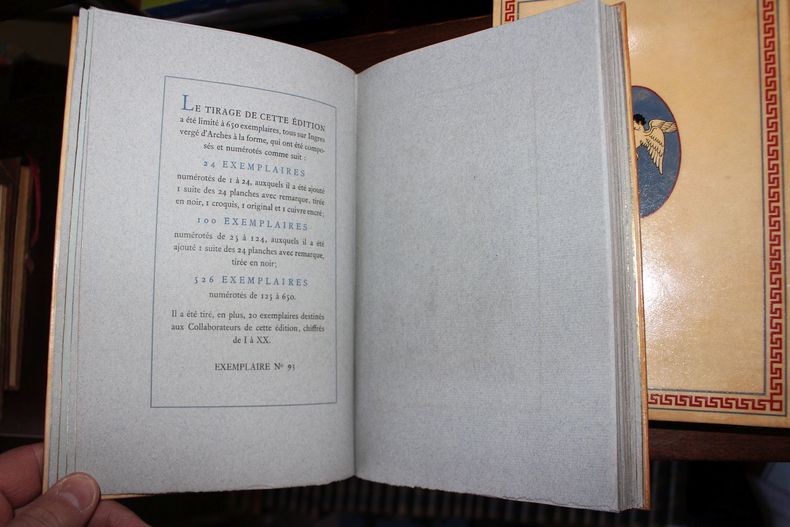 LE TIRAGE DE CETTE ÉDITION
a été limité à 650 exemplaires, tous sur Ingres
vergé d'Arches à la forme, qui ont été compo-
sés et numérotés comme suit :
24 EXEMPLAIRES
numérotés de 1 à 24, auxquels il a été ajouté
1 suite des 24 planches avec remarque, tirée
en noir, 1 croquis, 1 original et 1 cuivre encré;
100 EXEMPLAIRES
numérotés de 25 à 124, auxquels il a été
ajouté 1 suite des 24 planches avec remarque,
tirée en noir;
526 EXEMPLAIRES
numérotés de 125 à 650.
Il a été tiré, en plus, 20 exemplaires destinés
aux Collaborateurs de cette édition, chiffrés
de I à XX.
EXEMPLAIRE Nº 93